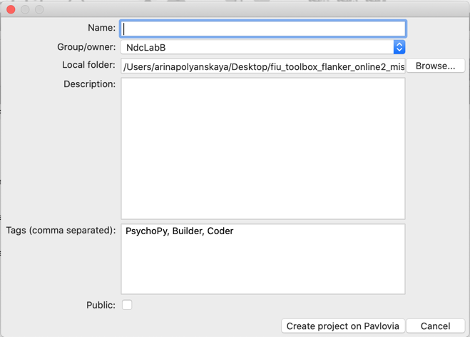 Name:
Group/owner: NdcLabB
Local folder: /Users/arinapolyanskaya/Desktop/fiu_toolbox_flanker_online2_mis Browse...
Description:
Tags (comma separated): PsychoPy, Builder, Coder
Public:
Create project on Pavlovia Cancel